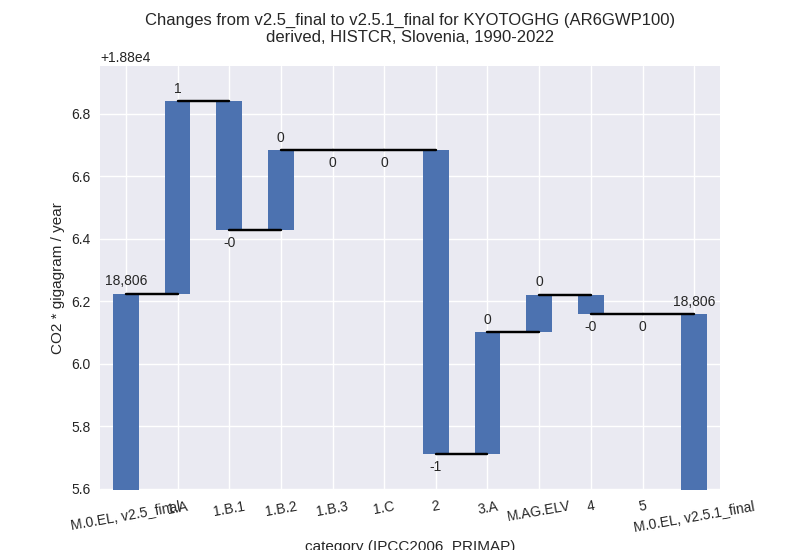 Changes from v2.5_final to v2.5.1_final for KYOTOGHG (AR6GWP100)
derived, HISTCR, Slovenia, 1990-2022
+1.88e4
CO2 * gigagram / year
6.8
6.6
6.4
6.2
6.0
5.8
5.6
18,806
1
-0
0
0
0
-1
0
0
-0
0
18,806
M.0.EL, v2.5_final
1.A
1.B.1
1.B.2
1.B.3
1.C
2
3.A
M.AG.ELV
4
5
M.0.EL, v2.5.1_final
category (IPCC2006_PRIMAP)